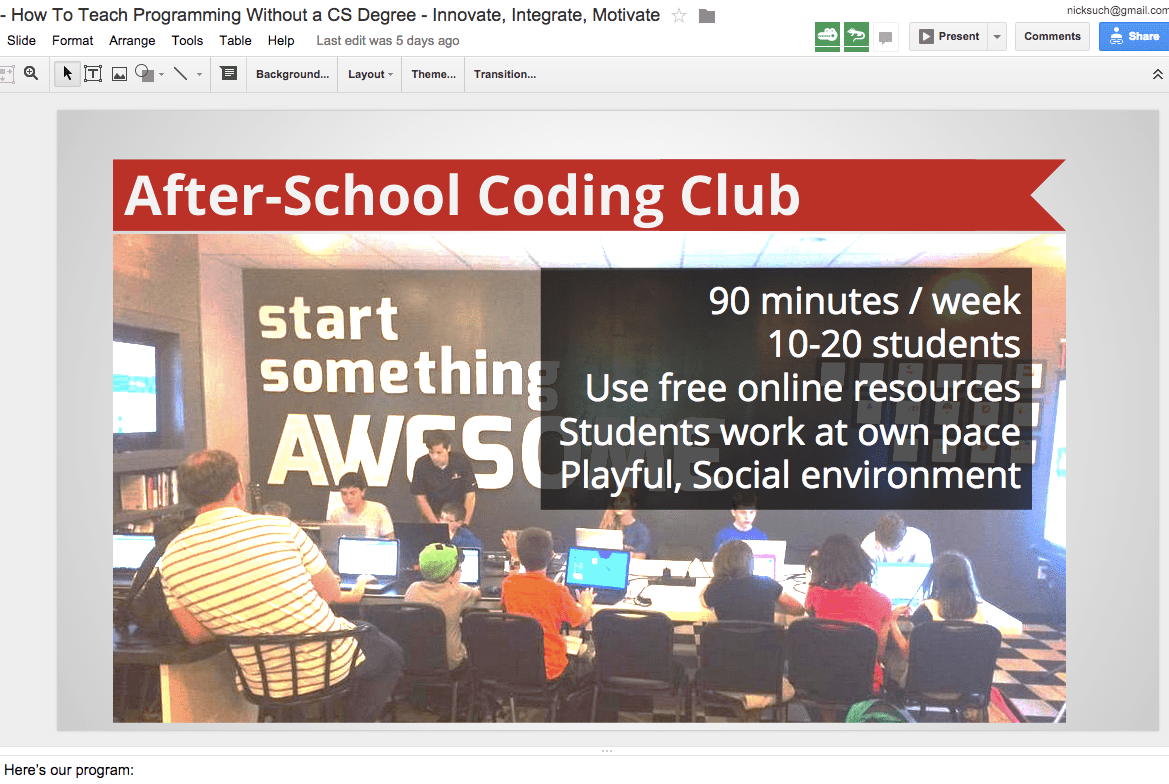 - How To Teach Programming Without a CS Degree - Innovate, Integrate, Motivate
nicksuch@gmail.com
Slide Format Arrange Tools Table Help Last edit was 5 days ago
Present Comments Share
Background... Layout Theme... Transition...
After-School Coding Club
start
something
AWESOME
90 minutes / week
10-20 students
Use free online resources
Students work at own pace
Playful, Social environment
Here's our program: